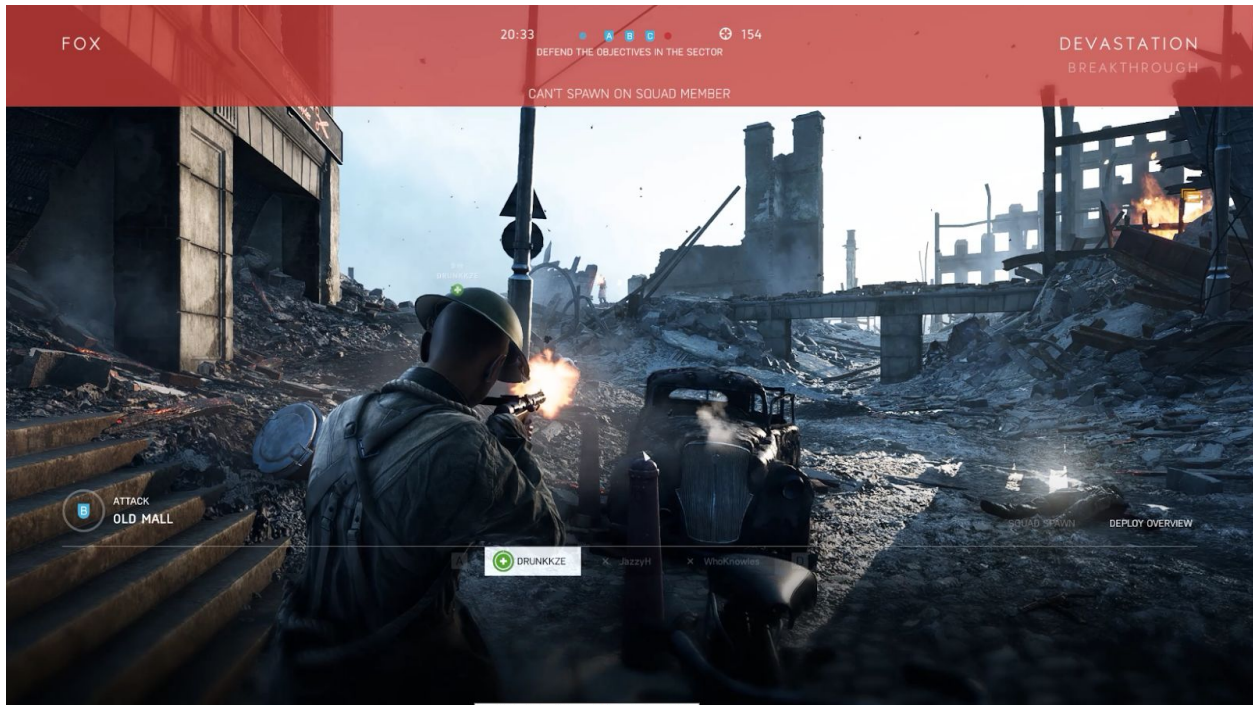 FOX
20:33
A B C
154
DEFEND THE OBJECTIVES IN THE SECTOR
DEVASTATION
BREAKTHROUGH
CAN'T SPAWN ON SQUAD MEMBER
DRUNKKZE
B
ATTACK
OLD MALL
SQUAD SPAWN
DEPLOY OVERVIEW
DRUNKKZE
JazzyH
WhoKnowles